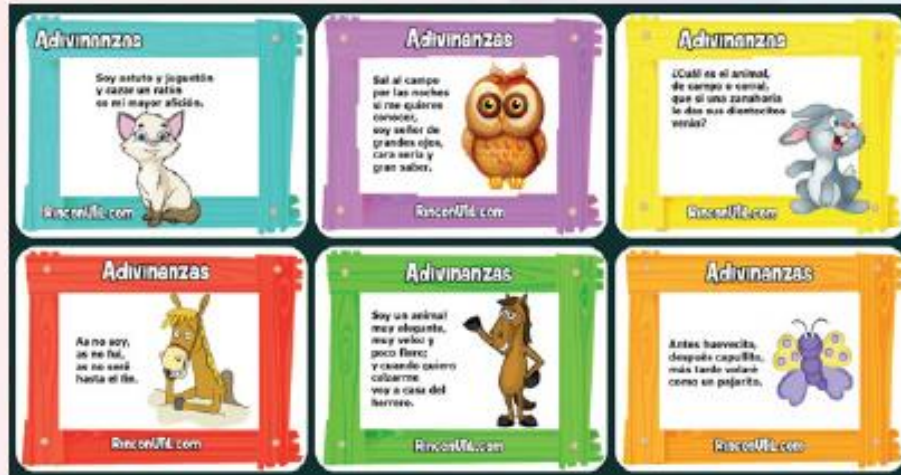 Adivinanzas
Soy astuto y juguetón
y cazar un ratón
es mi mayor afición.
RinconUtil.com
Adivinanzas
Sal al campo
por las noches
si me quieres
conocer,
soy señor de
grandes ojos,
cara seria y
gran saber.
RinconUtil.com
Adivinanzas
¿Cuál es el animal,
de campo o corral,
que si una zanahoria
le das sus dientecitos
verás?
RinconUtil.com
Adivinanzas
As no soy,
as no fui,
as no seré
hasta el fin.
RinconUtil.com
Adivinanzas
Soy un animal
muy elegante,
muy veloz y
poco fiero;
y cuando quiero
calzarme
voy a casa del
herrero.
RinconUtil.com
Adivinanzas
Antes huevecito,
después capullito,
más tarde volaré
como un pajarito.
RinconUtil.com